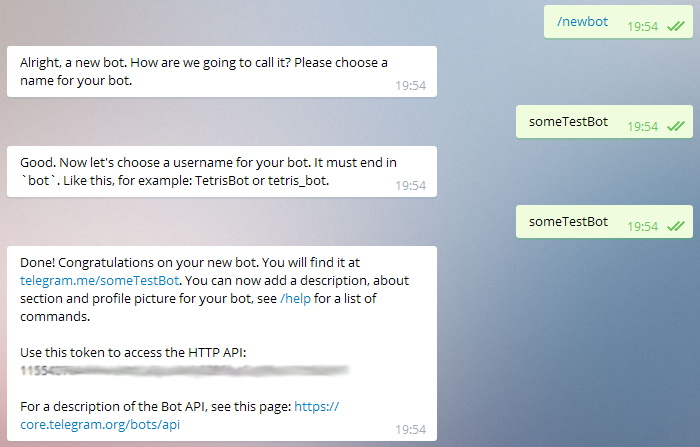 /newbot
19:54
Alright, a new bot. How are we going to call it? Please choose a
name for your bot.
19:54
someTestBot
19:54
Good. Now let's choose a username for your bot. It must end in
`bot`. Like this, for example: TetrisBot or tetris_bot.
19:54
someTestBot
19:54
Done! Congratulations on your new bot. You will find it at
telegram.me/someTestBot. You can now add a description, about
section and profile picture for your bot, see /help for a list of
commands.
Use this token to access the HTTP API:
For a description of the Bot API, see this page: https://
core.telegram.org/bots/api
19:54